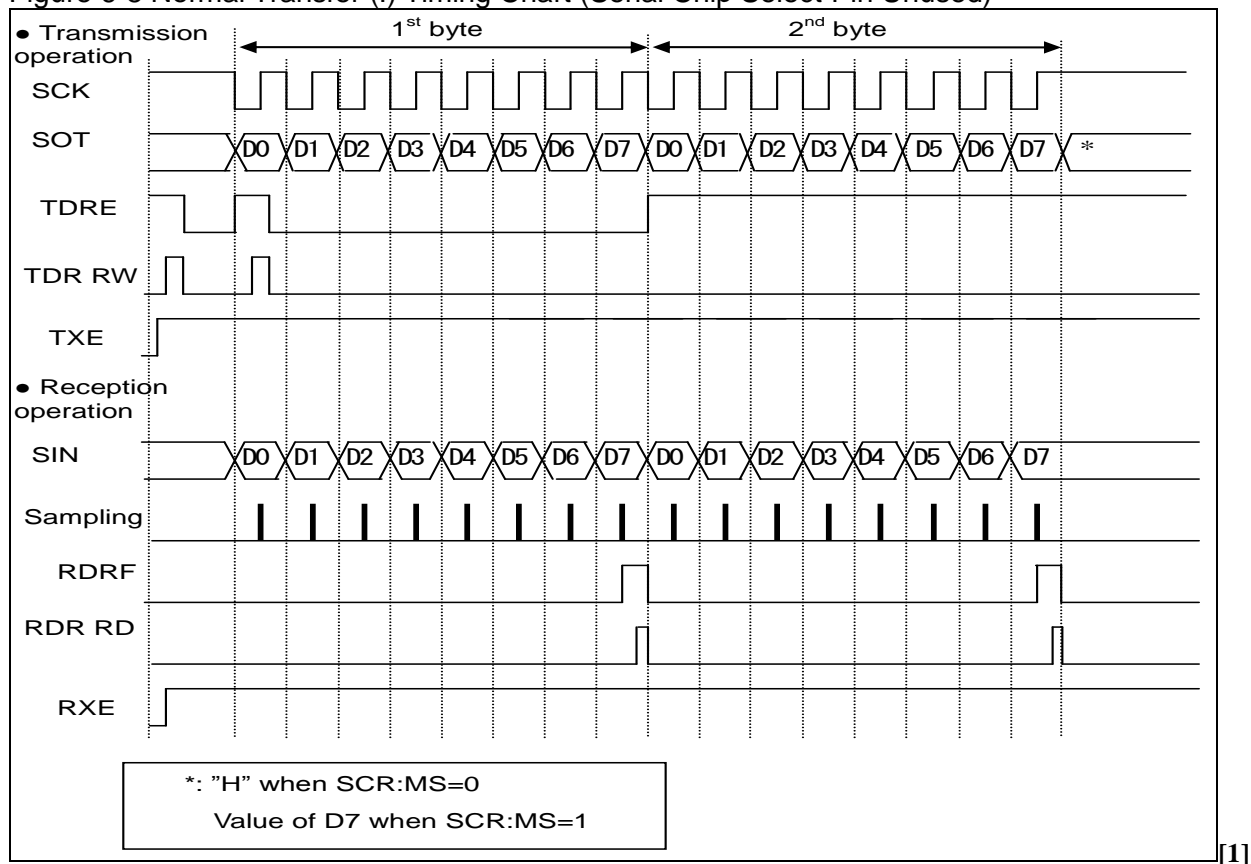 Figure 6-8 Normal Transfer (I) Timing Chart (Serial Chip Select Pin Unused)
● Transmission operation
1st byte
2nd byte
SCK
SOT
D0 D1 D2 D3 D4 D5 D6 D7 D0 D1 D2 D3 D4 D5 D6 D7 *
TDRE
TDR RW
TXE
● Reception
operation
SIN
D0 D1 D2 D3 D4 D5 D6 D7 D0 D1 D2 D3 D4 D5 D6 D7
Sampling
RDRF
RDR RD
RXE
*: "H" when SCR:MS=0
Value of D7 when SCR:MS=1
[1]